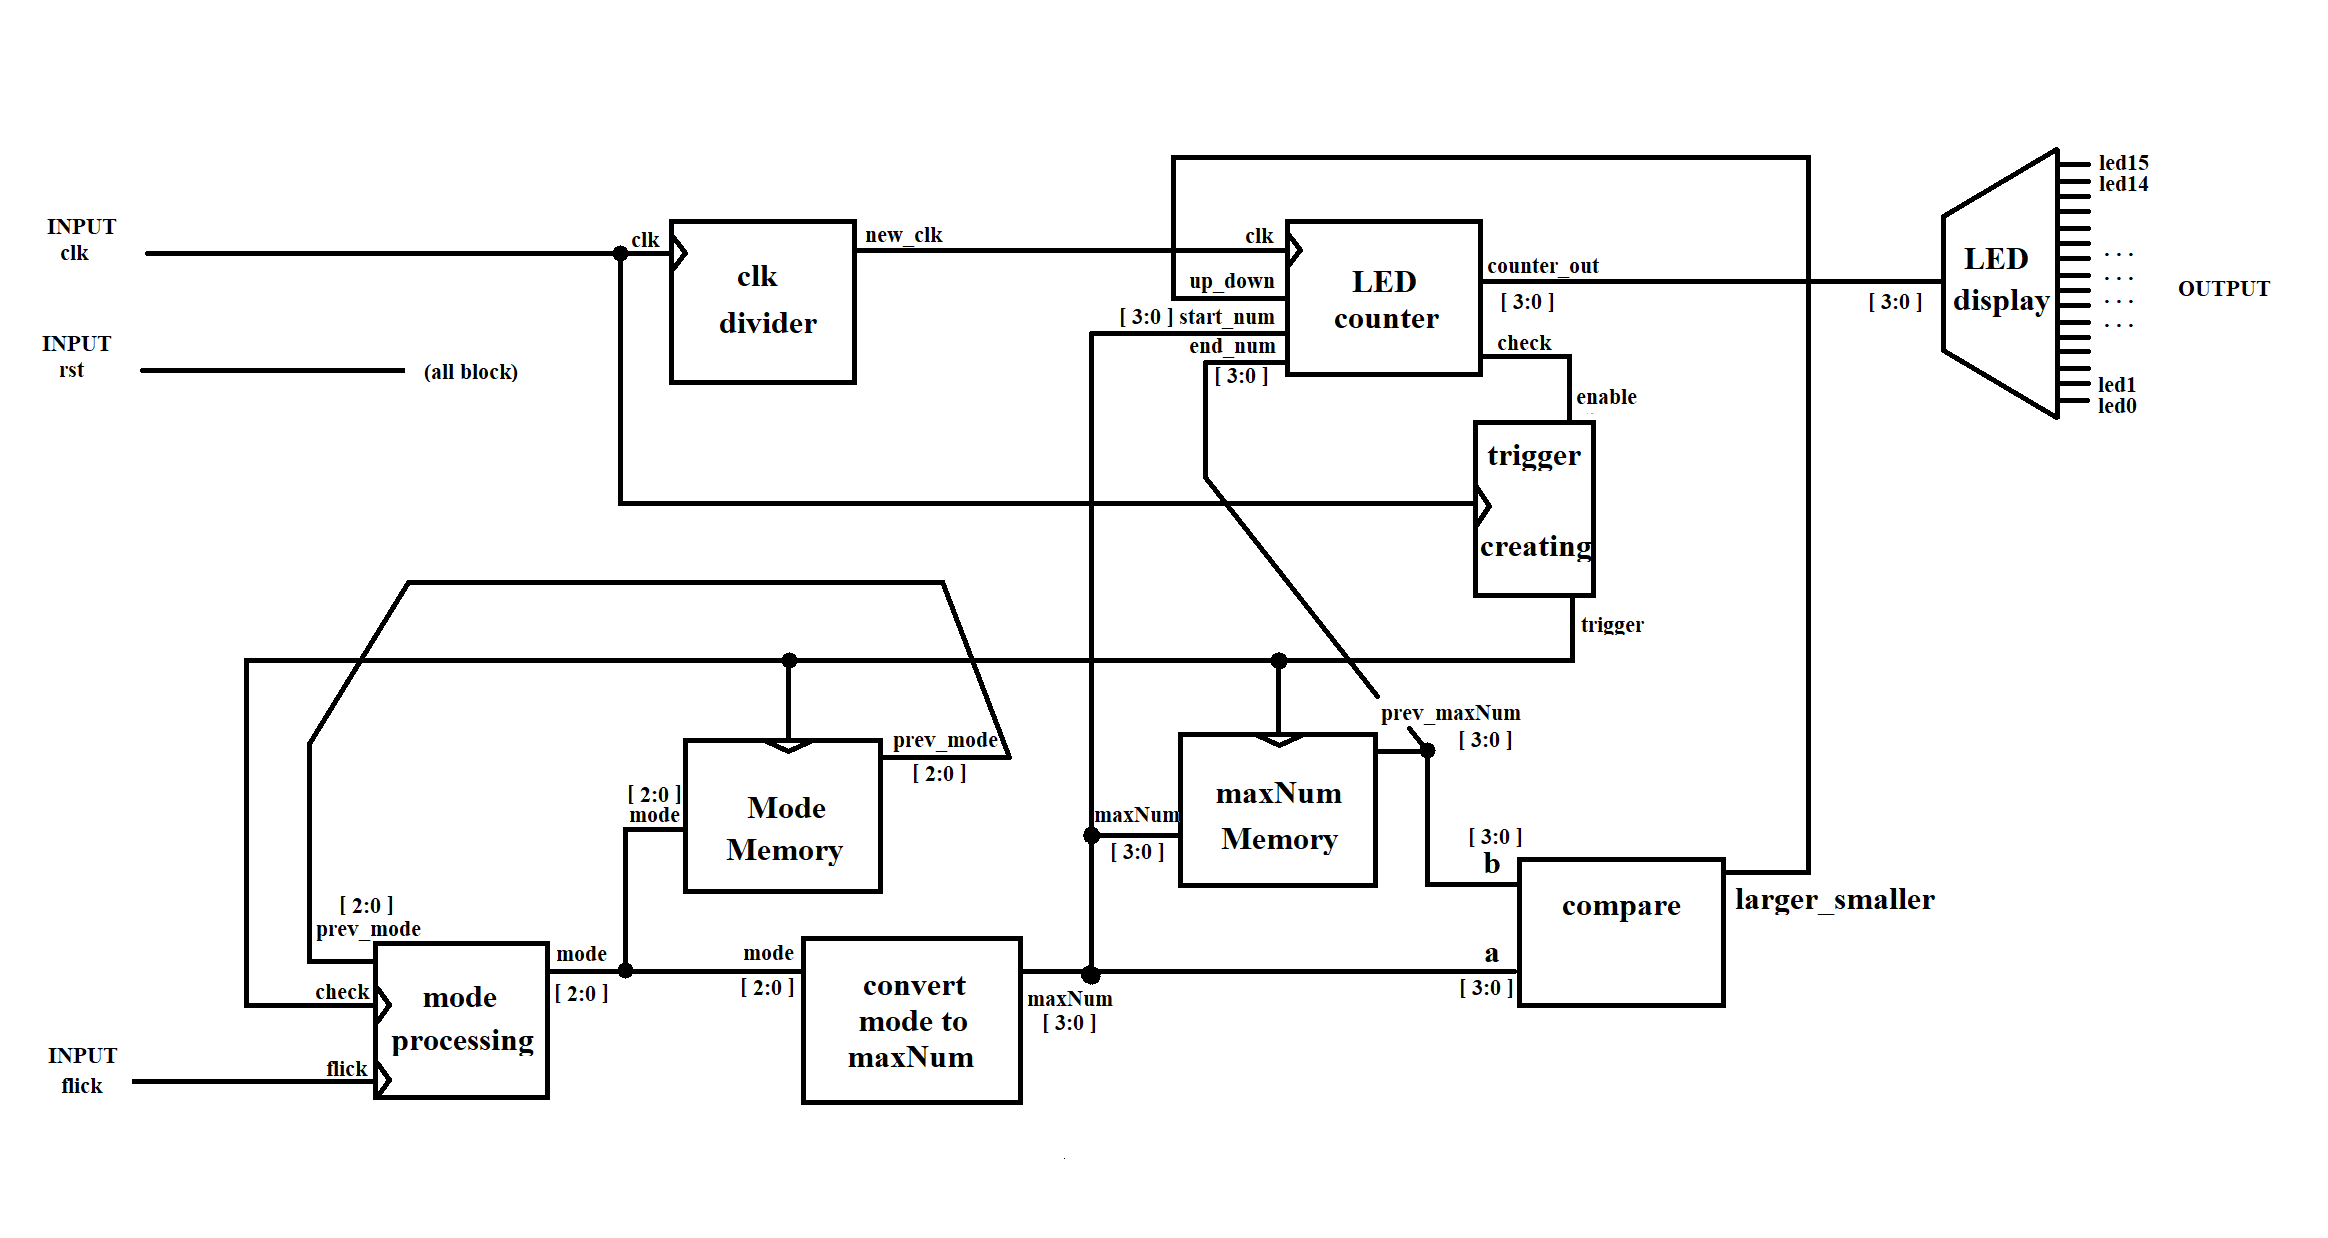 INPUT
clk
INPUT
rst
(all block)
clk
clk
divider
new_clk
clk
up_down
[ 3:0 ] start_num
end_num
[ 3:0 ]
LED
counter
counter_out
[ 3:0 ]
check
enable
trigger
creating
trigger
[ 3:0 ]
LED
display
led15
led14
. . .
. . .
. . .
. . .
led1
led0
OUTPUT
prev_mode
[ 2:0 ]
[ 2:0 ]
mode
Mode
Memory
prev_maxNum
[ 3:0 ]
maxNum
[ 3:0 ]
maxNum
Memory
[ 3:0 ]
b
a
[ 3:0 ]
compare
larger_smaller
[ 2:0 ]
prev_mode
check
flick
mode
processing
INPUT
flick
mode
[ 2:0 ]
mode
[ 2:0 ]
convert
mode to
maxNum
maxNum
[ 3:0 ]